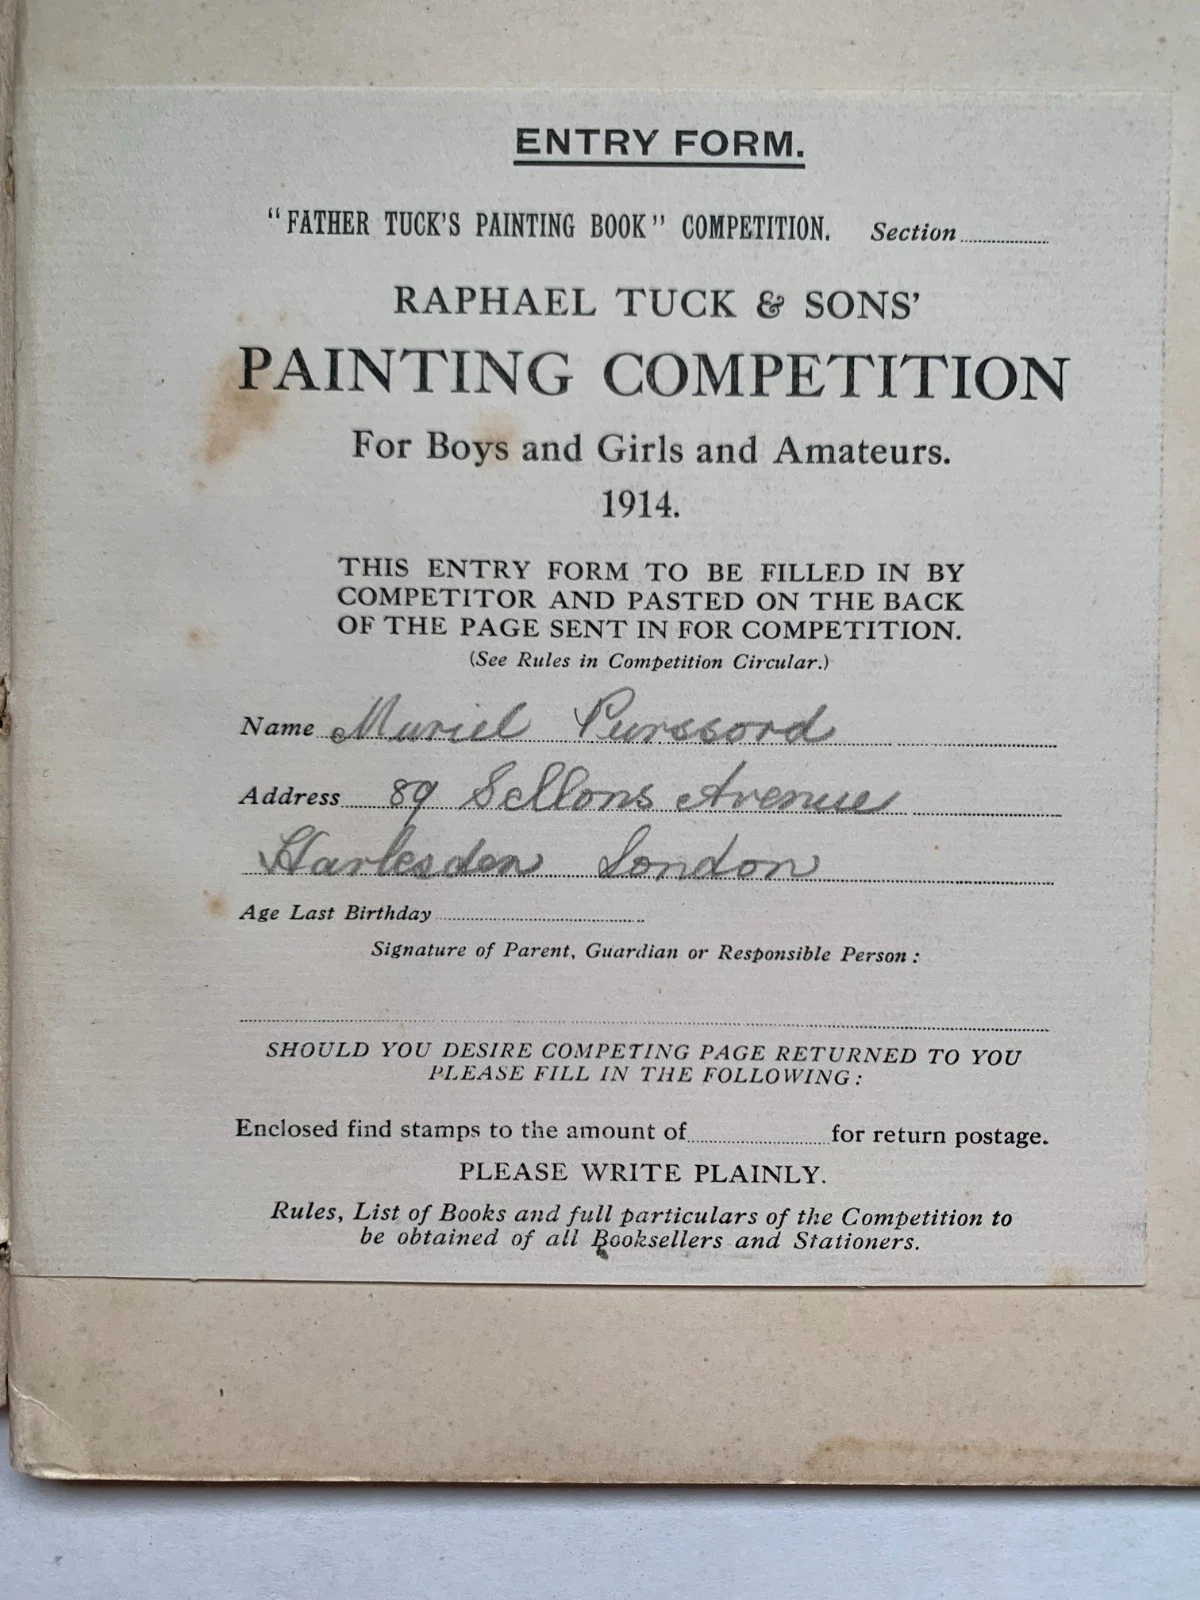 ENTRY FORM.
"FATHER TUCK'S PAINTING BOOK" COMPETITION. Section
RAPHAEL TUCK & SONS'
PAINTING COMPETITION
For Boys and Girls and Amateurs.
1914.
THIS ENTRY FORM TO BE FILLED IN BY
COMPETITOR AND PASTED ON THE BACK
OF THE PAGE SENT IN FOR COMPETITION.
(See Rules in Competition Circular.)
Name Muriel Purssord
Address 89 Sellons Avenue
Harlesden London
Age Last Birthday
Signature of Parent, Guardian or Responsible Person:
SHOULD YOU DESIRE COMPETING PAGE RETURNED TO YOU
PLEASE FILL IN THE FOLLOWING:
Enclosed find stamps to the amount of for return postage.
PLEASE WRITE PLAINLY.
Rules, List of Books and full particulars of the Competition to
be obtained of all Booksellers and Stationers.